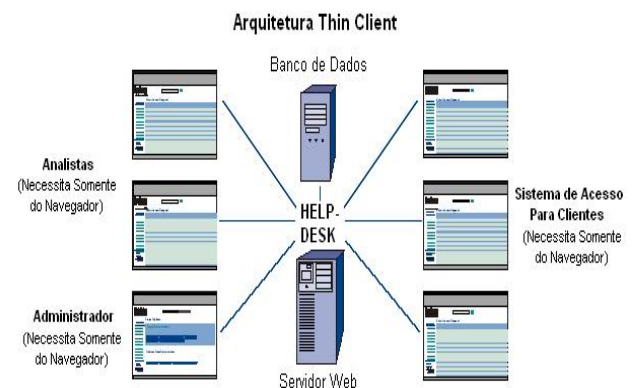 Arquitetura Thin Client
Banco de Dados
Analistas
(Necessita Somente
do Navegador)
HELP-
DESK
Sistema de Acesso
Para Clientes
(Necessita Somente
do Navegador)
Administrador
(Necessita Somente
do Navegador)
Servidor Web